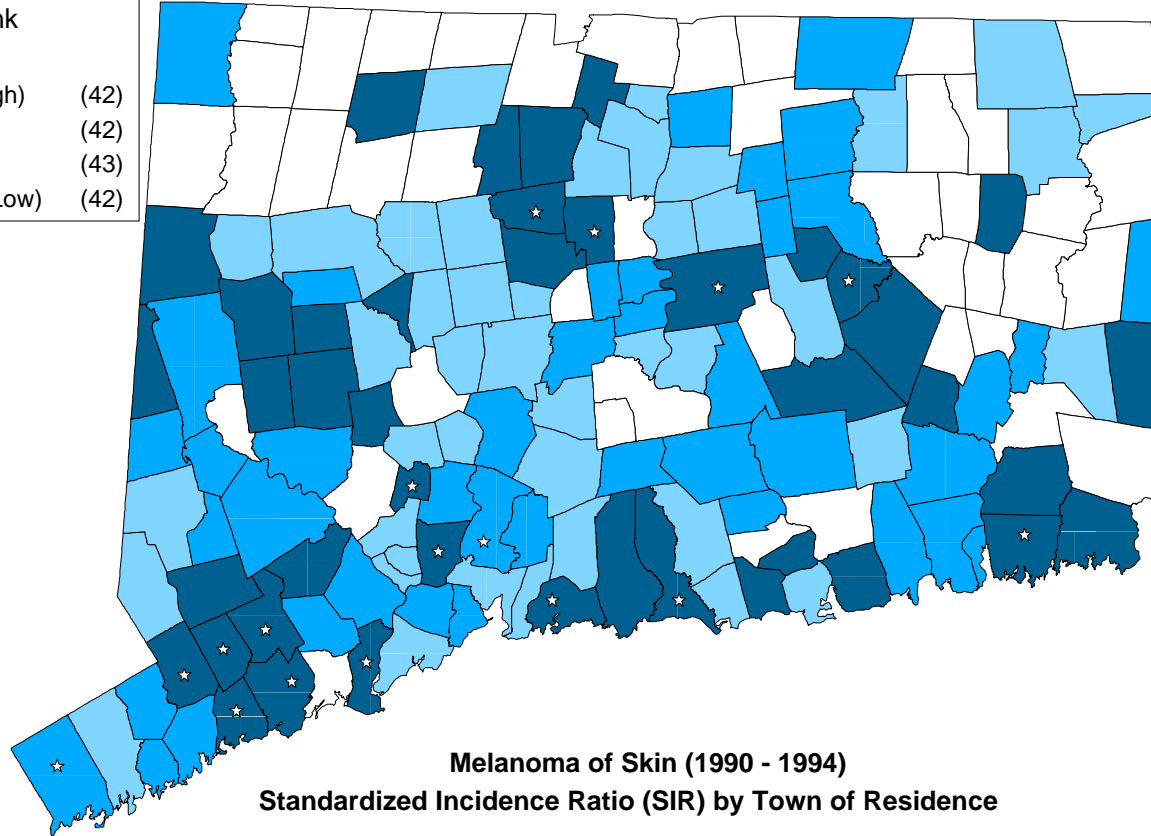 nk
gh) (42)
(42)
(43)
Low) (42)
Melanoma of Skin (1990 - 1994)
Standardized Incidence Ratio (SIR) by Town of Residence